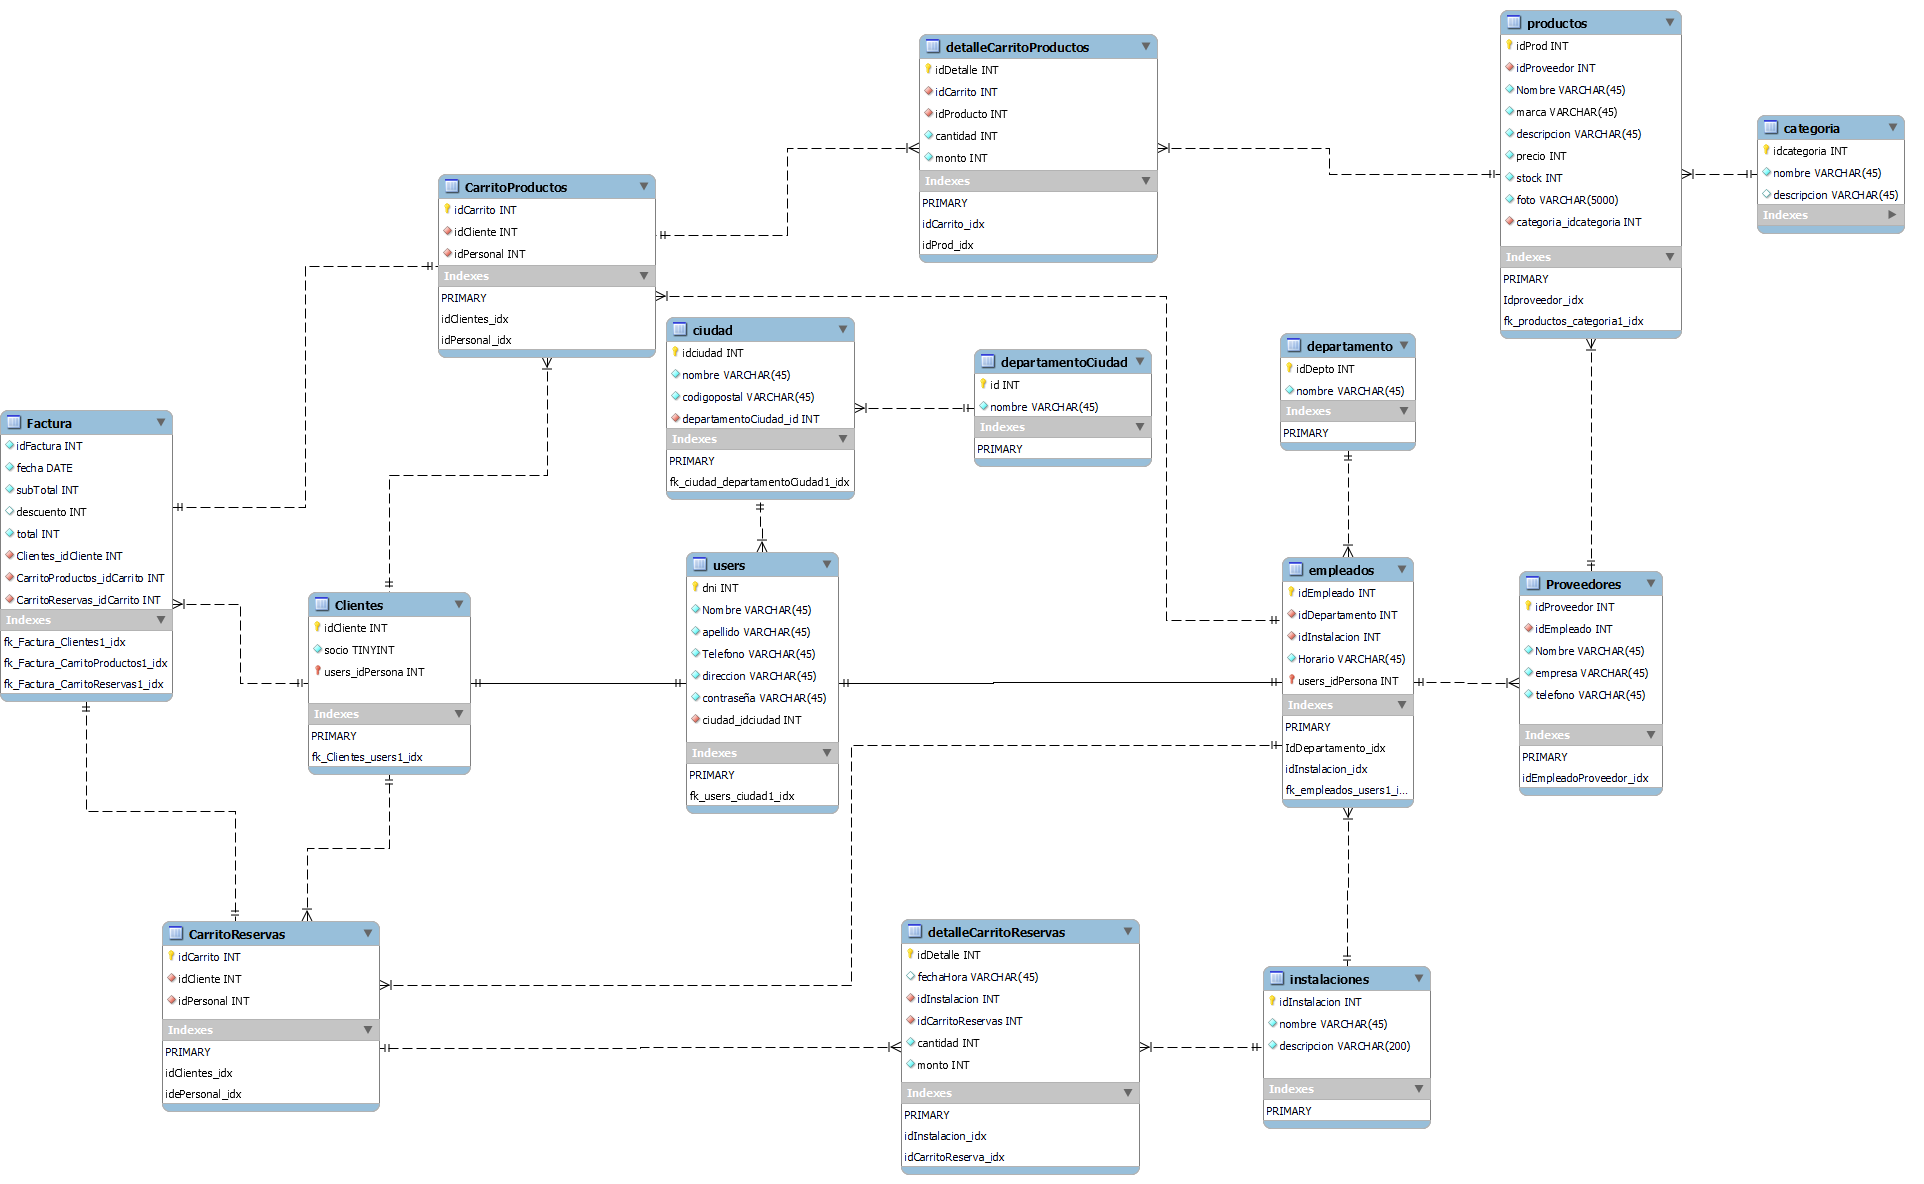 productos
idProd INT
idProveedor INT
Nombre VARCHAR(45)
marca VARCHAR(45)
descripcion VARCHAR(45)
precio INT
stock INT
foto VARCHAR(5000)
categoria_idcategoria INT
Indexes
PRIMARY
Idproveedor_idx
fk_productos_categoria1_idx
detalleCarritoProductos
idDetalle INT
idCarrito INT
idProducto INT
cantidad INT
monto INT
Indexes
PRIMARY
idCarrito_idx
idProd_idx
categoria
idcategoria INT
nombre VARCHAR(45)
descripcion VARCHAR(45)
Indexes
CarritoProductos
idCarrito INT
idCliente INT
idPersonal INT
Indexes
PRIMARY
idClientes_idx
idPersonal_idx
ciudad
idciudad INT
nombre VARCHAR(45)
codigopostal VARCHAR(45)
departamentoCiudad_id INT
Indexes
PRIMARY
fk_ciudad_departamentoCiudad1_idx
departamentoCiudad
id INT
nombre VARCHAR(45)
Indexes
PRIMARY
departamento
idDepto INT
nombre VARCHAR(45)
Indexes
PRIMARY
Factura
idFactura INT
fecha DATE
subTotal INT
descuento INT
total INT
Clientes_idCliente INT
CarritoProductos_idCarrito INT
CarritoReservas_idCarrito INT
Indexes
fk_Factura_Clientes1_idx
fk_Factura_CarritoProductos1_idx
fk_Factura_CarritoReservas1_idx
Clientes
idCliente INT
socio TINYINT
users_idPersona INT
Indexes
PRIMARY
fk_Clientes_users1_idx
users
dni INT
Nombre VARCHAR(45)
apellido VARCHAR(45)
Telefono VARCHAR(45)
direccion VARCHAR(45)
contraseña VARCHAR(45)
ciudad_idciudad INT
Indexes
PRIMARY
fk_users_ciudad1_idx
empleados
idEmpleado INT
idDepartamento INT
idInstalacion INT
Horario VARCHAR(45)
users_idPersona INT
Indexes
PRIMARY
IdDepartamento_idx
idInstalacion_idx
fk_empleados_users1_i...
Proveedores
idProveedor INT
idEmpleado INT
Nombre VARCHAR(45)
empresa VARCHAR(45)
telefono VARCHAR(45)
Indexes
PRIMARY
idEmpleadoProveedor_idx
CarritoReservas
idCarrito INT
idCliente INT
idPersonal INT
Indexes
PRIMARY
idClientes_idx
idePersonal_idx
detalleCarritoReservas
idDetalle INT
fechaHora VARCHAR(45)
idInstalacion INT
idCarritoReservas INT
cantidad INT
monto INT
Indexes
PRIMARY
idInstalacion_idx
idCarritoReserva_idx
instalaciones
idInstalacion INT
nombre VARCHAR(45)
descripcion VARCHAR(200)
Indexes
PRIMARY